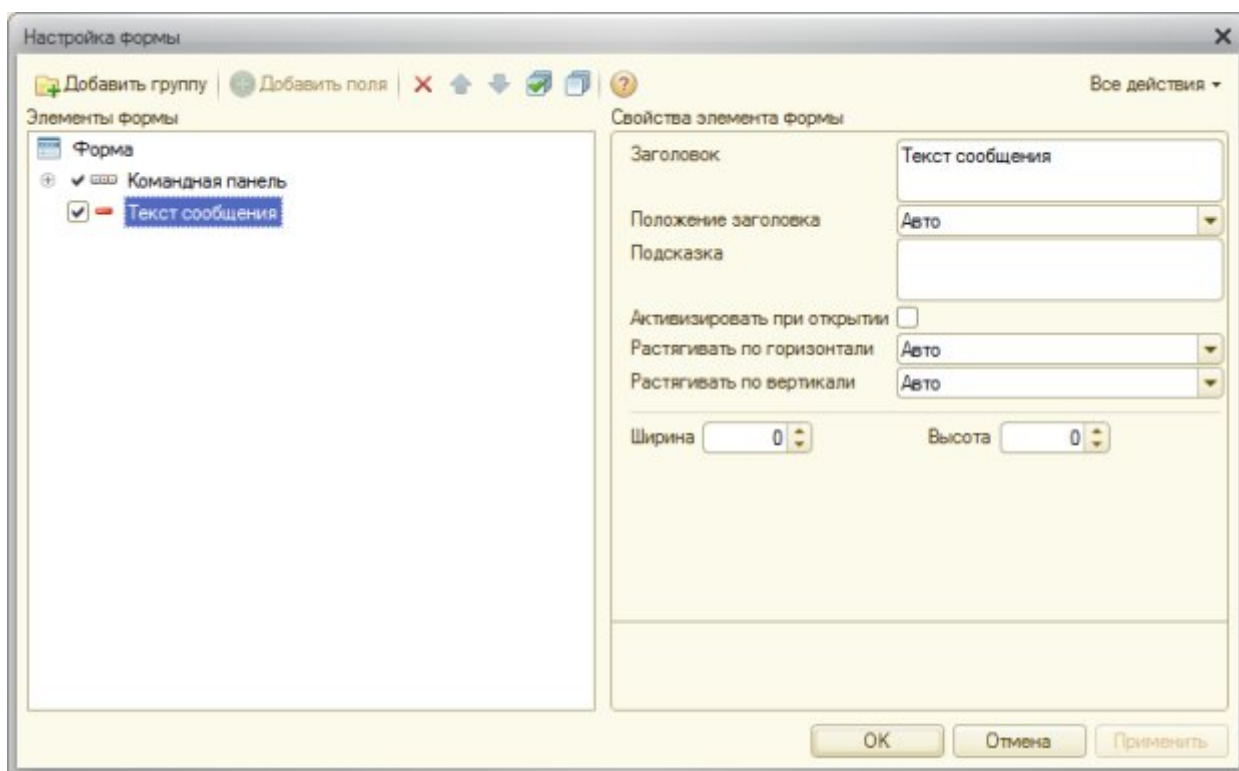 Настройка формы
Добавить группу Добавить поля Все действия
Элементы формы
Форма
Командная панель
Текст сообщения
Свойства элемента формы
Заголовок Текст сообщения
Положение заголовка Авто
Подсказка
Активизировать при открытии
Растягивать по горизонтали Авто
Растягивать по вертикали Авто
Ширина 0 Высота 0
OK Отмена Применить